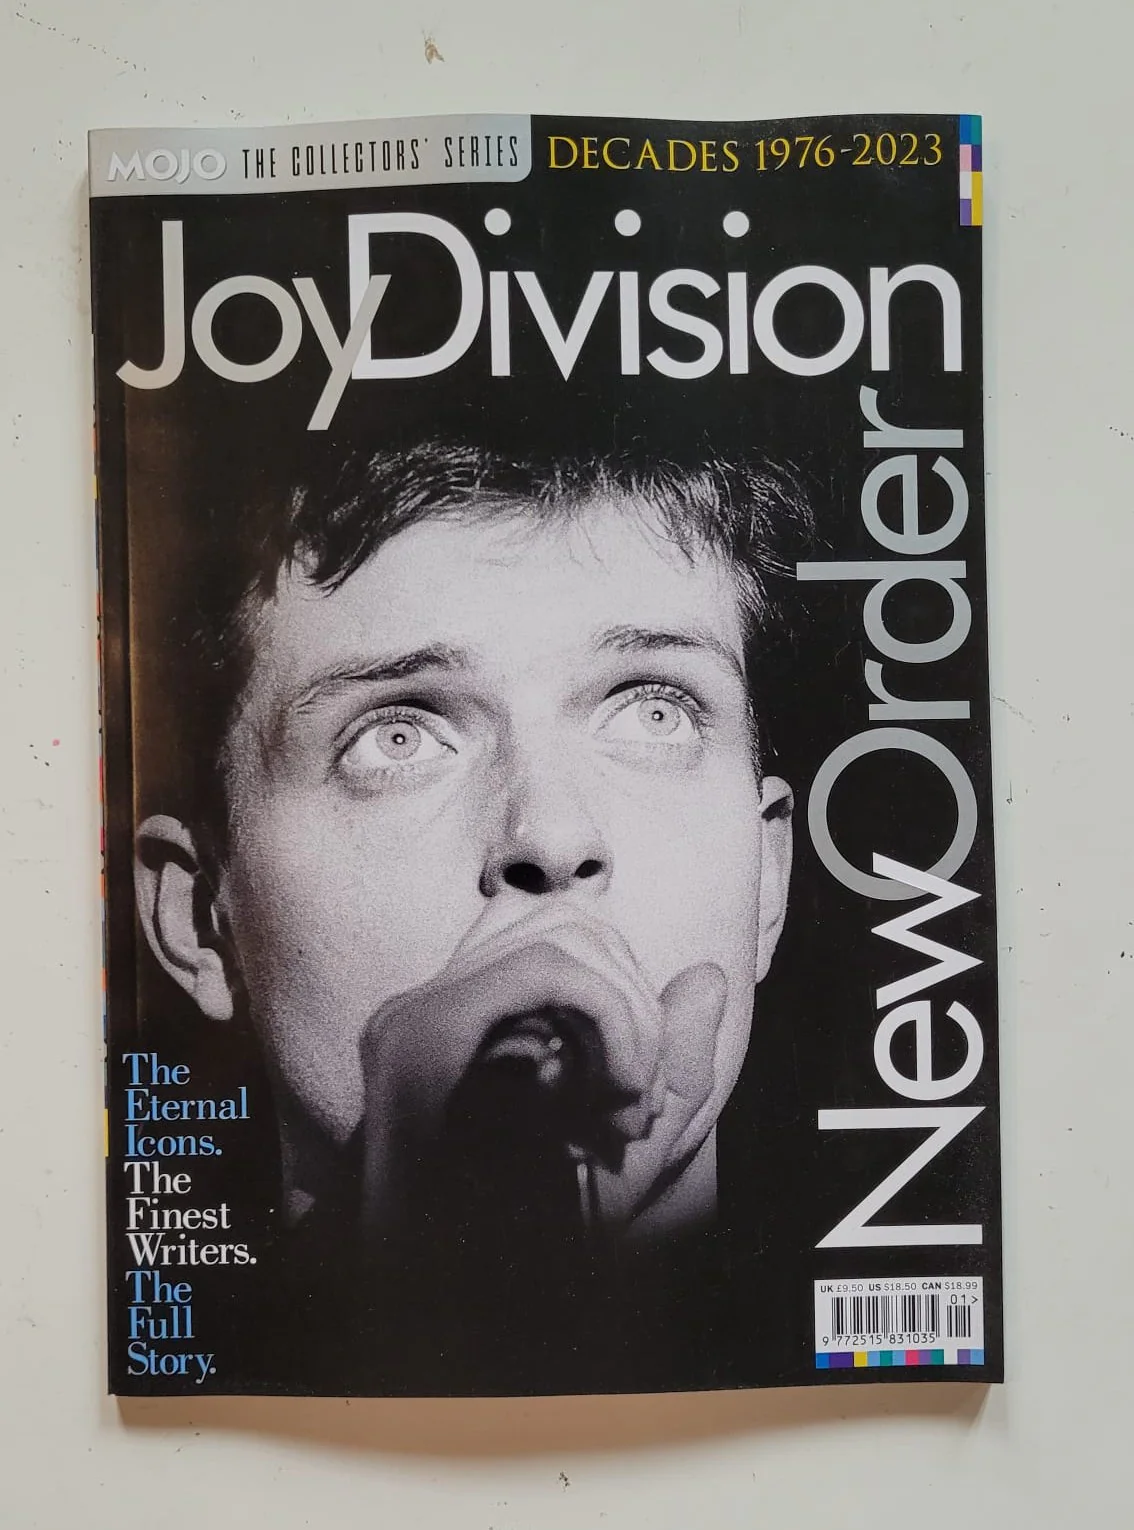 MOJO THE COLLECTORS' SERIES
DECADES 1976-2023
JoyDivision
NewOrder
The
Eternal
Icons.
The
Finest
Writers.
The
Full
Story.
UK £9.50 US $18.50 CAN $18.99
01>
9 772515 831035